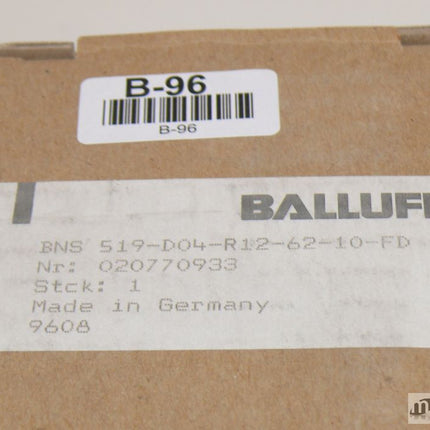 B-96
B-96
BALLUFF
BNS 519-D04-R12-62-10-FD
Nr: 020770933
Stck: 1
Made in Germany
9608